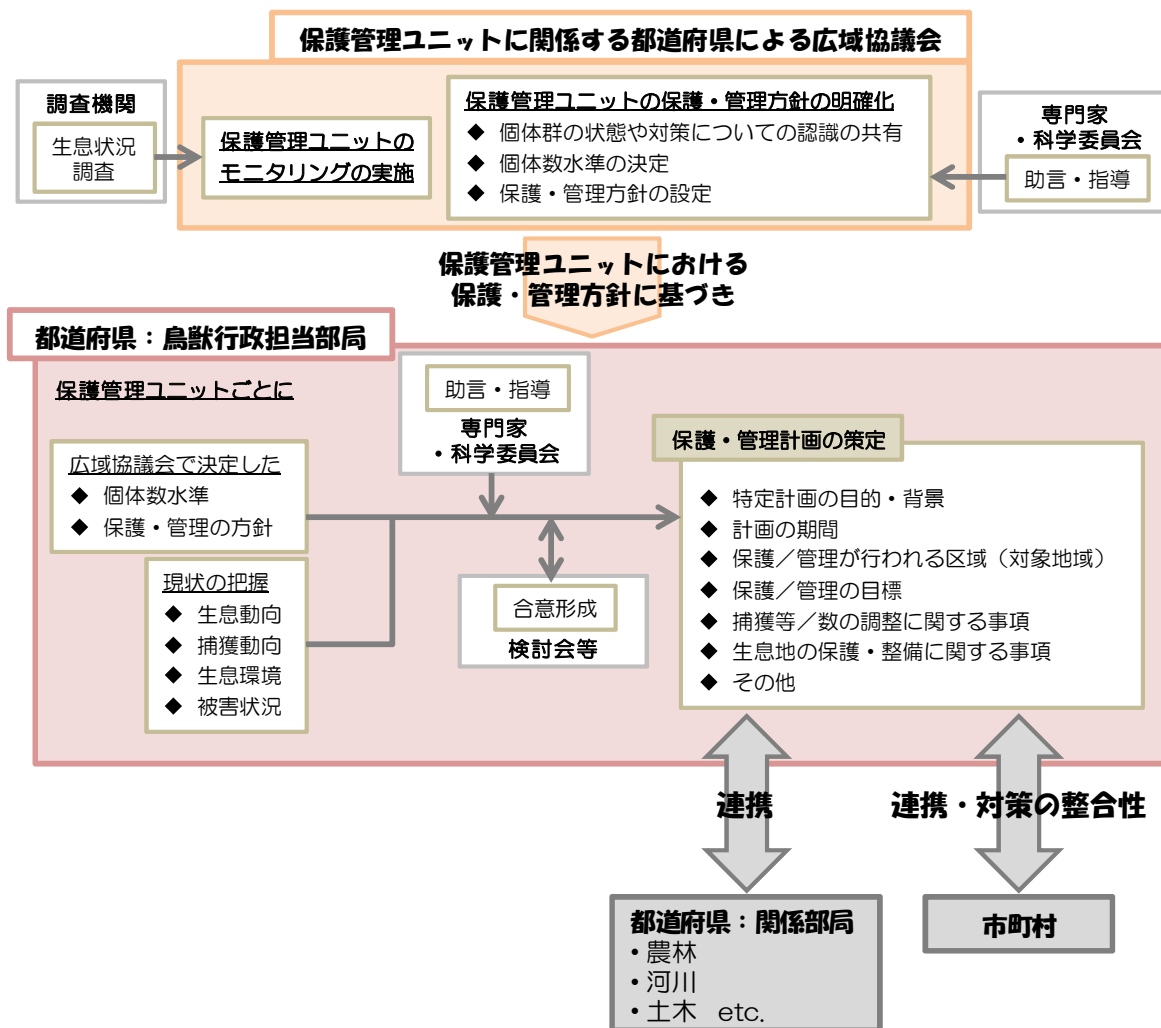 保護管理ユニットに関係する都道府県による広域協議会
調査機関
生息状況
調査
保護管理ユニットの
モニタリングの実施
保護管理ユニットの保護・管理方針の明確化
◆ 個体群の状態や対策についての認識の共有
◆ 個体数水準の決定
◆ 保護・管理方針の設定
専門家
・科学委員会
助言・指導
保護管理ユニットにおける
保護・管理方針に基づき
都道府県：鳥獣行政担当部局
保護管理ユニットごとに
広域協議会で決定した
◆ 個体数水準
◆ 保護・管理の方針
現状の把握
◆ 生息動向
◆ 捕獲動向
◆ 生息環境
◆ 被害状況
助言・指導
専門家
・科学委員会
合意形成
検討会等
保護・管理計画の策定
◆ 特定計画の目的・背景
◆ 計画の期間
◆ 保護／管理が行われる区域（対象地域）
◆ 保護／管理の目標
◆ 捕獲等／数の調整に関する事項
◆ 生息地の保護・整備に関する事項
◆ その他
連携
連携・対策の整合性
都道府県：関係部局
・農林
・河川
・土木 etc.
市町村